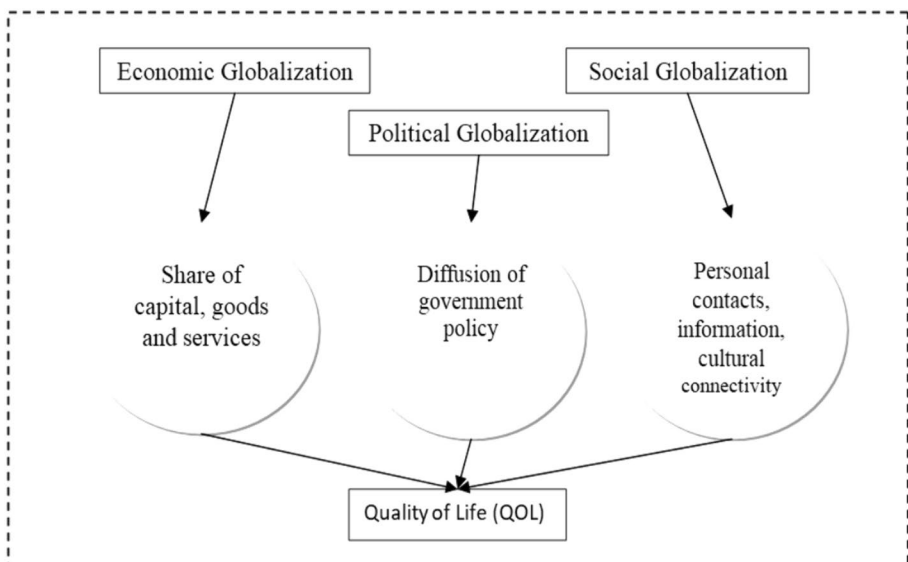 Economic Globalization
Social Globalization
Political Globalization
Share of
capital, goods
and services
Diffusion of
government
policy
Personal
contacts,
information,
cultural
connectivity
Quality of Life (QOL)